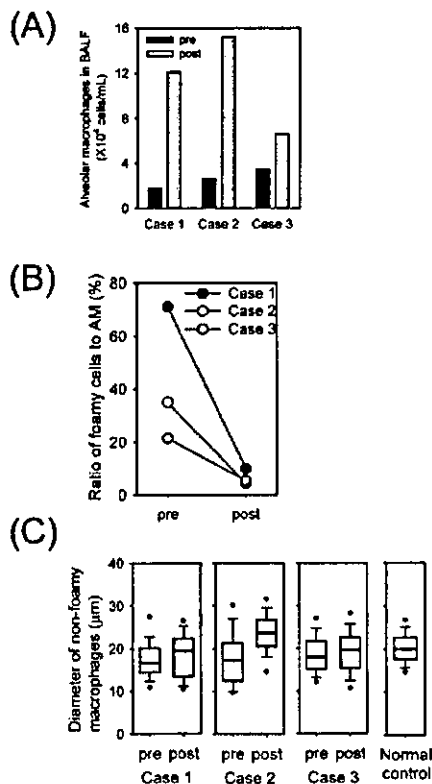 (A)
Alveolar macrophages in BALF
(X10⁴ cells/mL)
16
12
8
4
0
pre
post
Case 1 Case 2 Case 3
(B)
Ratio of foamy cells to AM (%)
80
60
40
20
0
Case 1
Case 2
Case 3
pre post
(C)
Diameter of non-foamy
macrophages (μm)
40
30
20
10
0
pre post pre post pre post Normal
Case 1 Case 2 Case 3 control